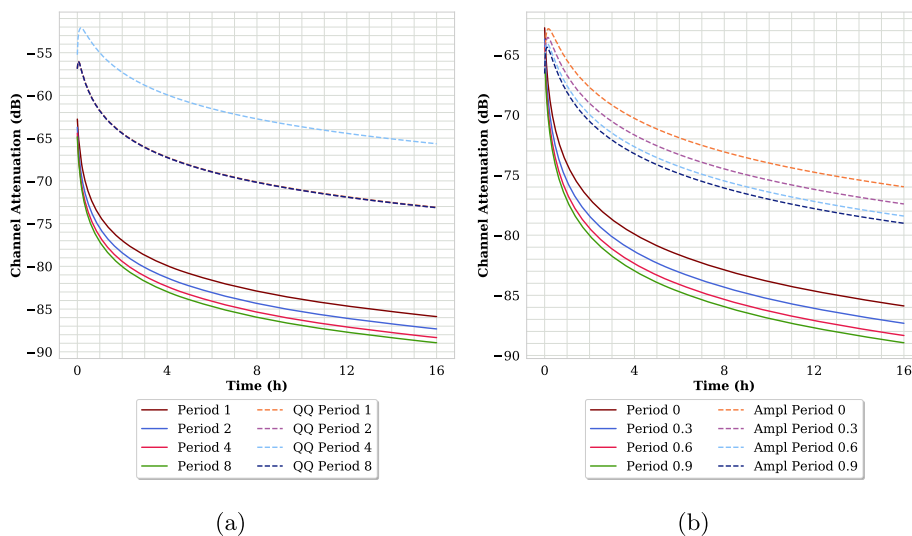 −55
−60
−65
−70
−75
−80
−85
−90
Channel Attenuation (dB)
0 4 8 12 16
Time (h)
Period 1 QQ Period 1
Period 2 QQ Period 2
Period 4 QQ Period 4
Period 8 QQ Period 8
(a)
−65
−70
−75
−80
−85
−90
Channel Attenuation (dB)
0 4 8 12 16
Time (h)
Period 0 Ampl Period 0
Period 0.3 Ampl Period 0.3
Period 0.6 Ampl Period 0.6
Period 0.9 Ampl Period 0.9
(b)